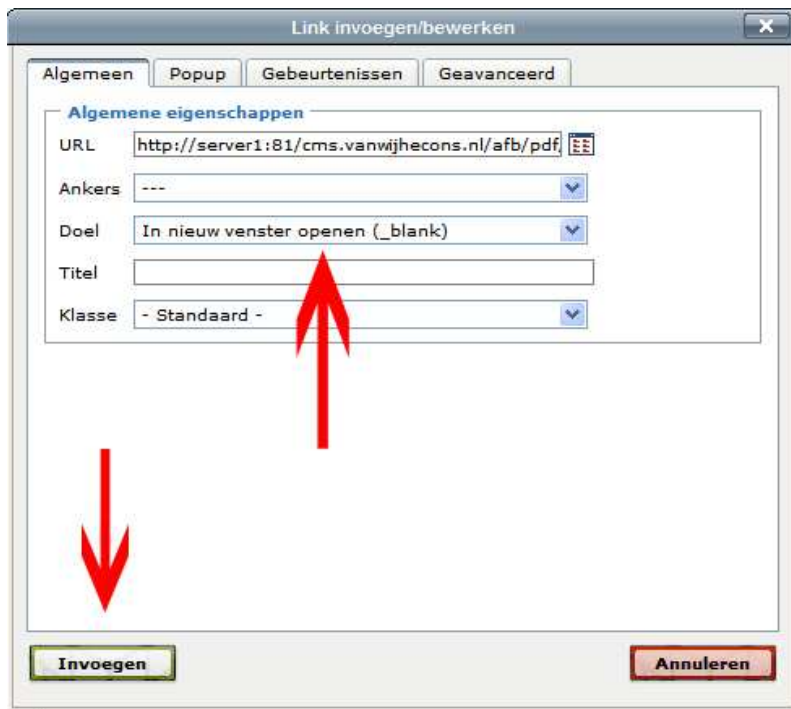 Link invoegen/bewerken
Algemeen Popup Gebeurtenissen Geavanceerd
Algemene eigenschappen
URL http://server1:81/cms.vanwijhecons.nl/afb/pdf/
Ankers ---
Doel In nieuw venster openen (_blank)
Titel
Klasse - Standaard -
Invoegen Annuleren